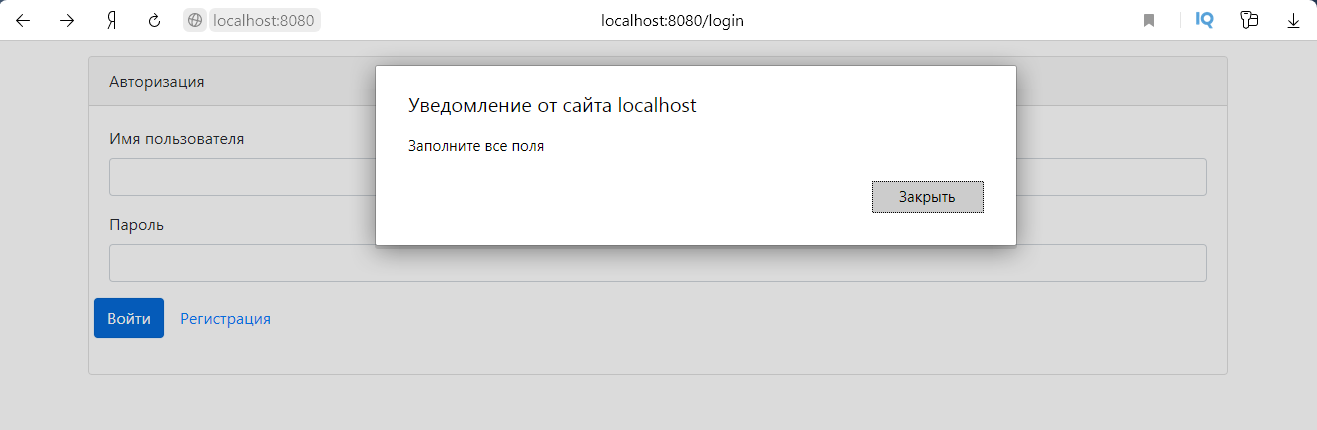 Я localhost:8080 localhost:8080/login IQ
Авторизация
Уведомление от сайта localhost
Имя пользователя
Заполните все поля
Закрыть
Пароль
Войти Регистрация